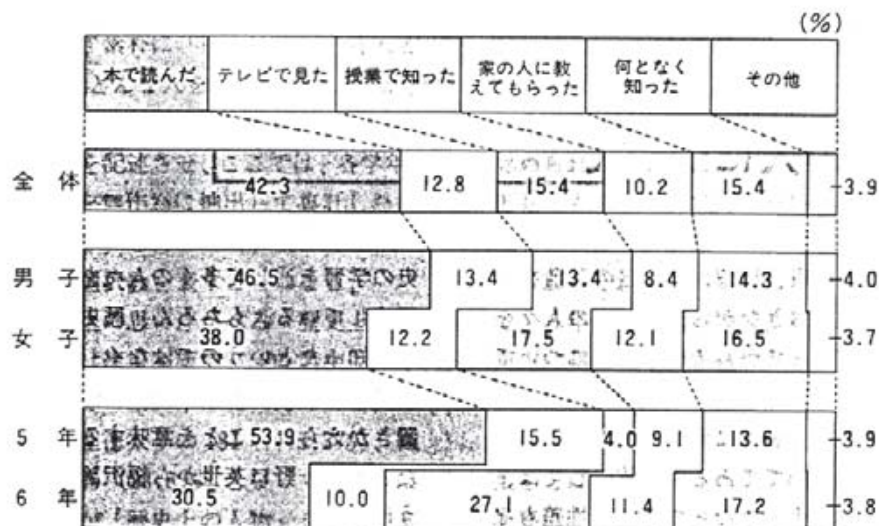 (%)
本で読んだ テレビで見た 授業で知った 家の人に教えてもらった 何となく知った その他
全体 42.3 12.8 15.4 10.2 15.4 3.9
男子 46.5 13.4 13.4 8.4 14.3 4.0
女子 38.0 12.2 17.5 12.1 16.5 3.7
5年 53.9 15.5 4.0 9.1 13.6 3.9
6年 30.5 10.0 27.1 11.4 17.2 3.8